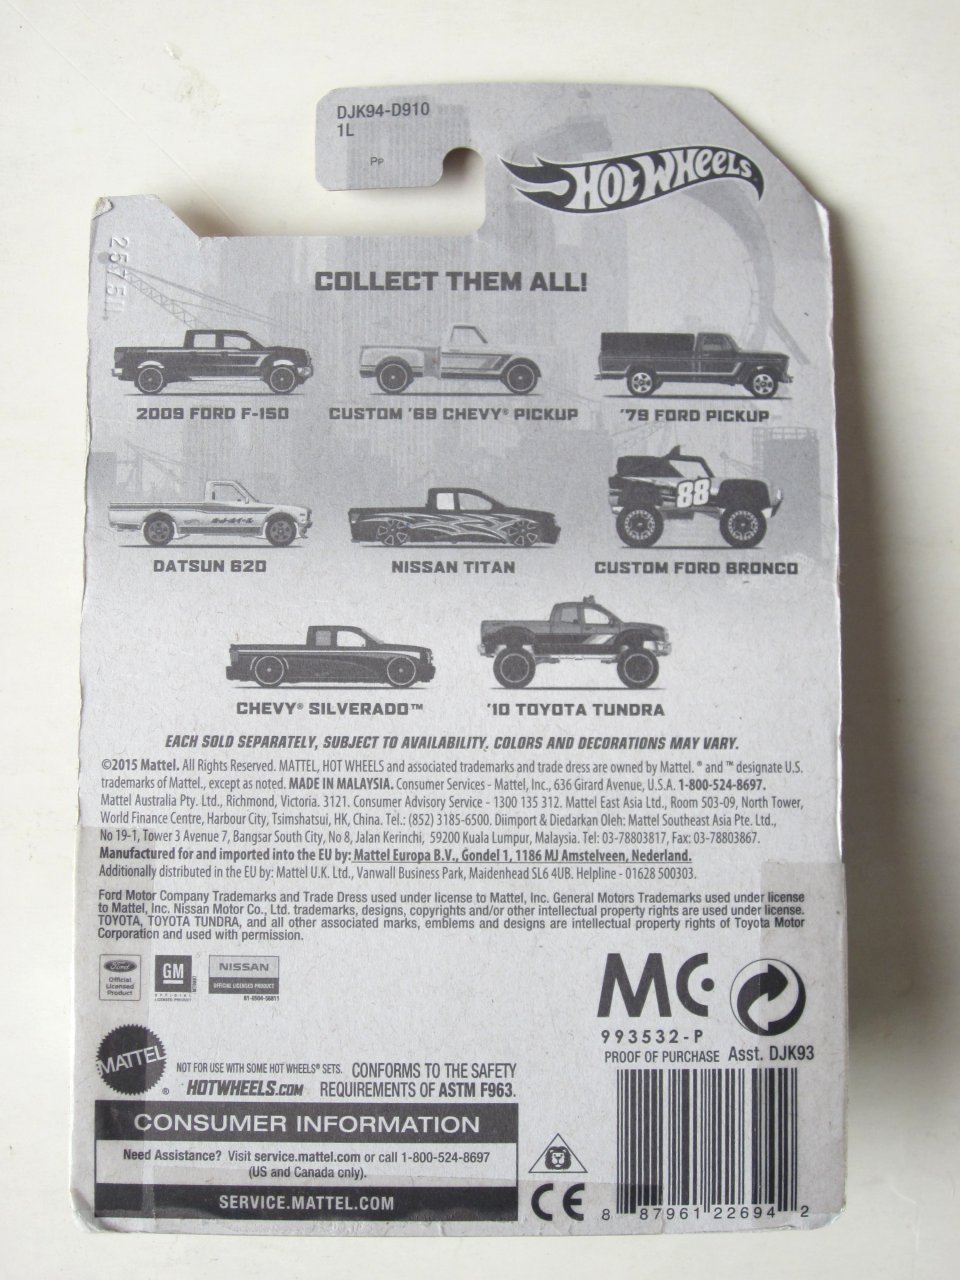 DJK94-D910
1L
Pp
HOT WHEELS
COLLECT THEM ALL!
2009 FORD F-150
CUSTOM '69 CHEVY® PICKUP
'79 FORD PICKUP
88
DATSUN 620
NISSAN TITAN
CUSTOM FORD BRONCO
CHEVY® SILVERADO™
'10 TOYOTA TUNDRA
EACH SOLD SEPARATELY, SUBJECT TO AVAILABILITY. COLORS AND DECORATIONS MAY VARY.
©2015 Mattel. All Rights Reserved. MATTEL, HOT WHEELS and associated trademarks and trade dress are owned by Mattel. ® and ™ designate U.S.
trademarks of Mattel., except as noted. MADE IN MALAYSIA. Consumer Services - Mattel, Inc., 636 Girard Avenue, U.S.A. 1-800-524-8697.
Mattel Australia Pty. Ltd., Richmond, Victoria. 3121. Consumer Advisory Service - 1300 135 312. Mattel East Asia Ltd., Room 503-09, North Tower,
World Finance Centre, Harbour City, Tsimshatsui, HK, China. Tel.: (852) 3185-6500. Diimport & Diedarkan Oleh: Mattel Southeast Asia Pte. Ltd.,
No 19-1, Tower 3 Avenue 7, Bangsar South City, No 8, Jalan Kerinchi, 59200 Kuala Lumpur, Malaysia. Tel: 03-78803817, Fax: 03-78803867.
Manufactured for and imported into the EU by: Mattel Europa B.V., Gondel 1, 1186 MJ Amstelveen, Nederland.
Additionally distributed in the EU by: Mattel U.K. Ltd., Vanwall Business Park, Maidenhead SL6 4UB. Helpline - 01628 500303.
Ford Motor Company Trademarks and Trade Dress used under license to Mattel, Inc. General Motors Trademarks used under license
to Mattel, Inc. Nissan Motor Co., Ltd. trademarks, designs, copyrights and/or other intellectual property rights are used under license.
TOYOTA, TOYOTA TUNDRA, and all other associated marks, emblems and designs are intellectual property rights of Toyota Motor
Corporation and used with permission.
Ford
Official
Licensed
Product
GM
OFFICIAL
LICENSED PRODUCT
NISSAN
OFFICIAL LICENSED PRODUCT
MC
993532-P
PROOF OF PURCHASE Asst. DJK93
MATTEL
®
NOT FOR USE WITH SOME HOT WHEELS® SETS.
HOTWHEELS.COM
CONFORMS TO THE SAFETY
REQUIREMENTS OF ASTM F963.
CONSUMER INFORMATION
Need Assistance? Visit service.mattel.com or call 1-800-524-8697
(US and Canada only).
SERVICE.MATTEL.COM
CE
8 87961 22694 2